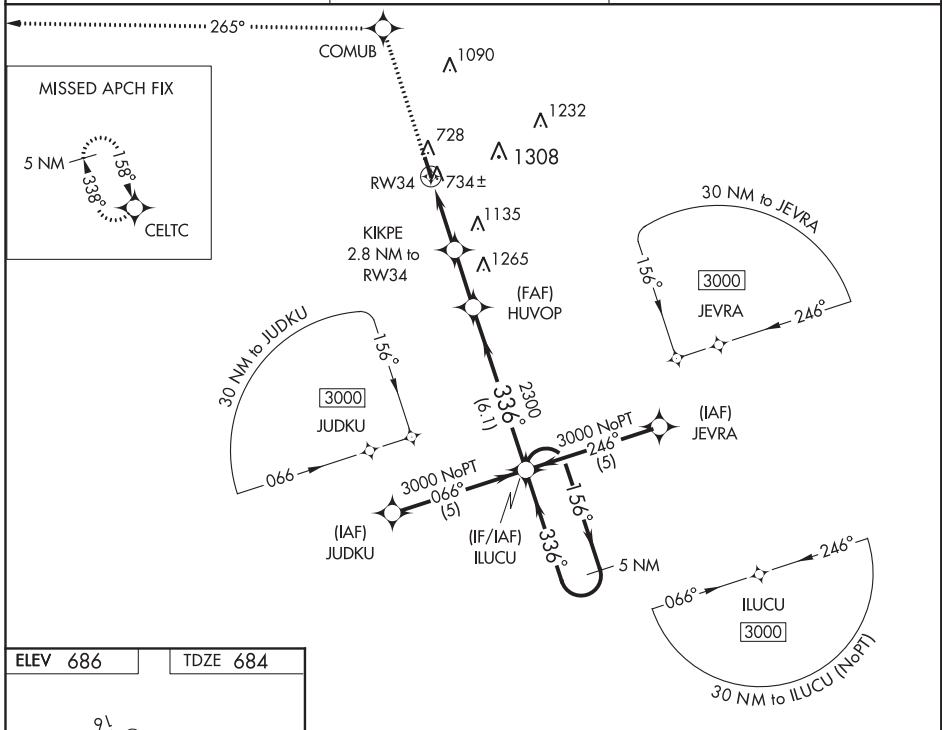 265°
COMUB
1090
MISSED APCH FIX
5 NM
158°
338°
CELTC
1232
728
1308
RW34
734±
1135
KIKPE
2.8 NM to
RW34
1265
(FAF)
HUVOP
30 NM to JEVRA
156°
3000
JEVRA
246°
30 NM to JUDKU
156°
3000
JUDKU
066
2300
336°
(6.1)
3000 NoPT
246°
(5)
(IAF)
JEVRA
3000 NoPT
066°
(5)
(IAF)
JUDKU
(IF/IAF)
ILUCU
156°
336°
5 NM
066°
246°
ILUCU
3000
30 NM to ILUCU (NoPT)
ELEV 686
TDZE 684
16